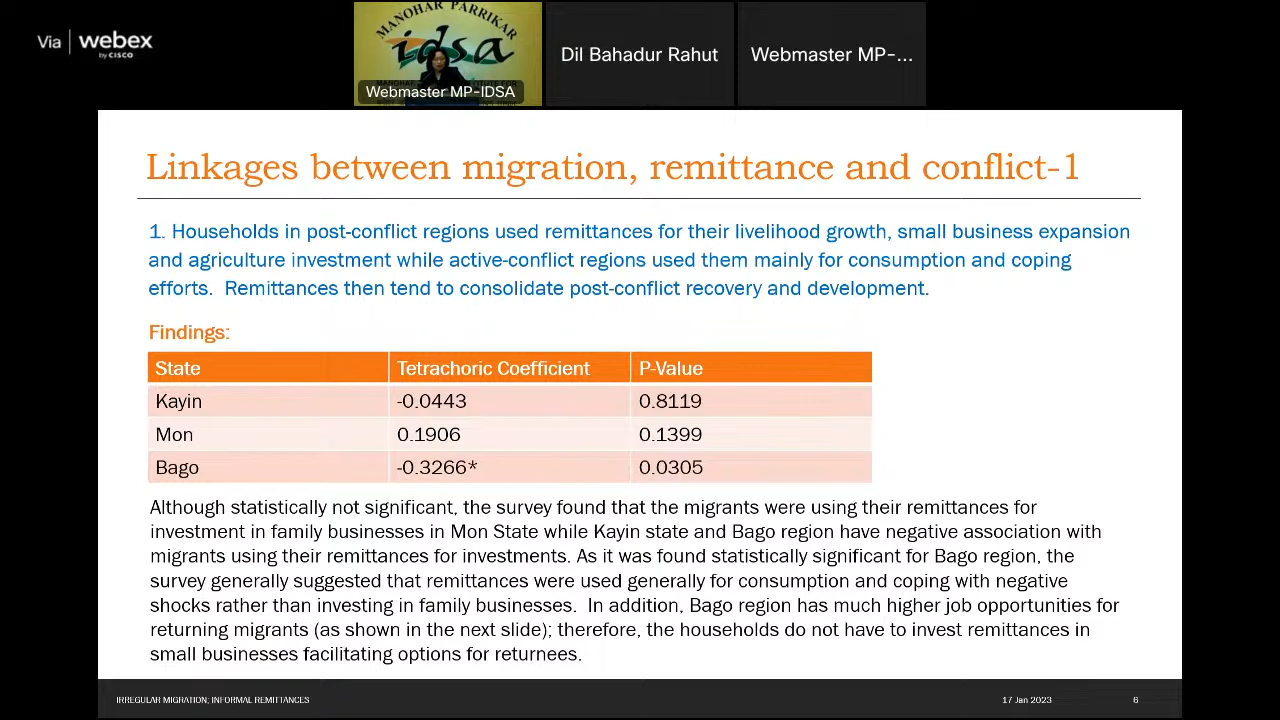 Via webex
by CISCO
MANOHAR PARRIKAR
idsa
Webmaster MP-IDSA
Dil Bahadur Rahut
Webmaster MP-...
Linkages between migration, remittance and conflict-1
1. Households in post-conflict regions used remittances for their livelihood growth, small business expansion
and agriculture investment while active-conflict regions used them mainly for consumption and coping
efforts. Remittances then tend to consolidate post-conflict recovery and development.
Findings:
State Tetrachoric Coefficient P-Value
Kayin -0.0443 0.8119
Mon 0.1906 0.1399
Bago -0.3266* 0.0305
Although statistically not significant, the survey found that the migrants were using their remittances for
investment in family businesses in Mon State while Kayin state and Bago region have negative association with
migrants using their remittances for investments. As it was found statistically significant for Bago region, the
survey generally suggested that remittances were used generally for consumption and coping with negative
shocks rather than investing in family businesses. In addition, Bago region has much higher job opportunities for
returning migrants (as shown in the next slide); therefore, the households do not have to invest remittances in
small businesses facilitating options for returnees.
IRREGULAR MIGRATION; INFORMAL REMITTANCES 17 Jan 2023 6